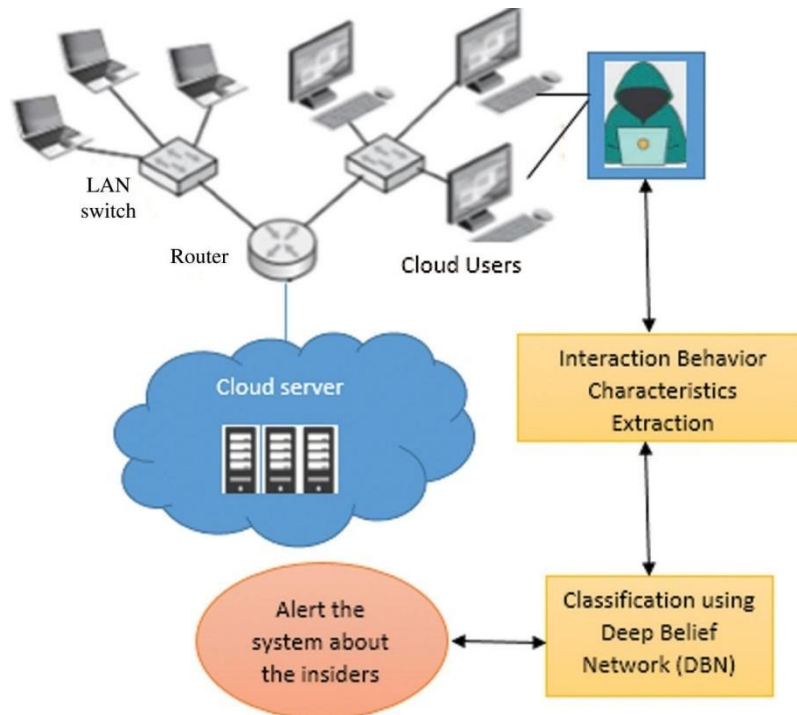 LAN
switch
Router
Cloud Users
Cloud server
Interaction Behavior
Characteristics
Extraction
Alert the
system about
the insiders
Classification using
Deep Belief
Network (DBN)